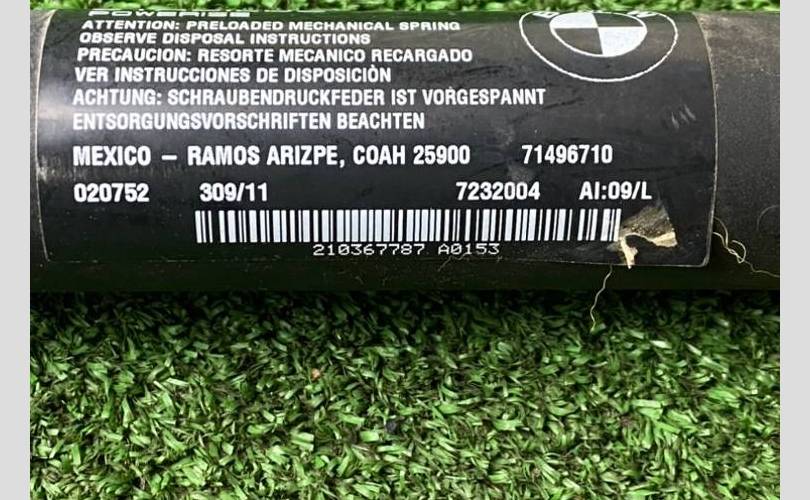 POWERISE
ATTENTION: PRELOADED MECHANICAL SPRING
OBSERVE DISPOSAL INSTRUCTIONS
PRECAUCION: RESORTE MECANICO RECARGADO
VER INSTRUCCIONES DE DISPOSICIÒN
ACHTUNG: SCHRAUBENDRUCKFEDER IST VORGESPANNT
ENTSORGUNGSVORSCHRIFTEN BEACHTEN
MEXICO – RAMOS ARIZPE, COAH 25900 71496710
020752 309/11 7232004 AI:09/L
210367787 A0153